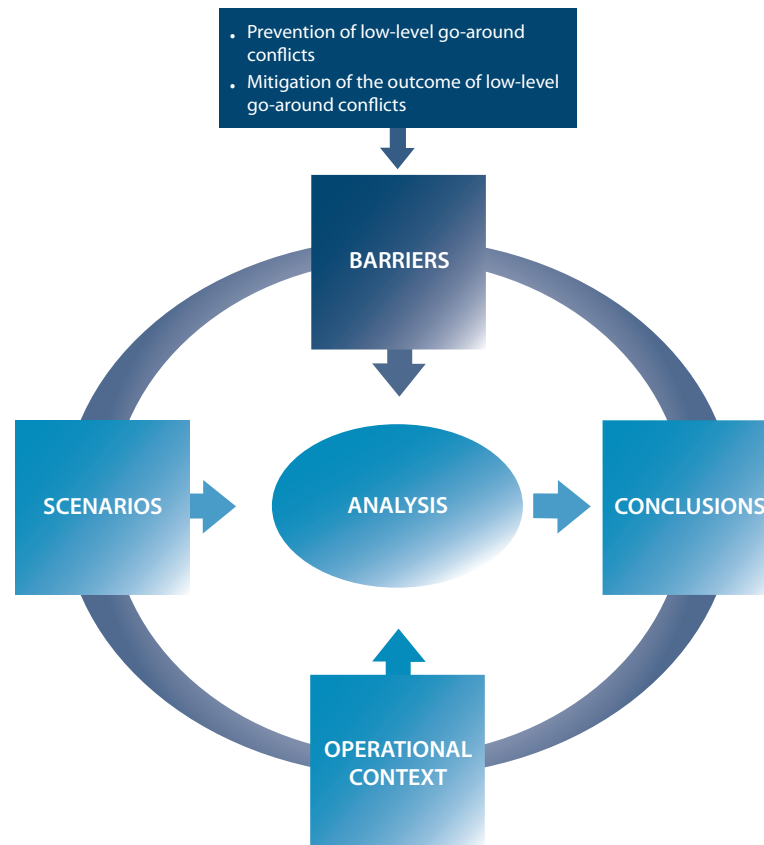 • Prevention of low-level go-around
conflicts
• Mitigation of the outcome of low-level
go-around conflicts
BARRIERS
SCENARIOS
ANALYSIS
CONCLUSIONS
OPERATIONAL
CONTEXT